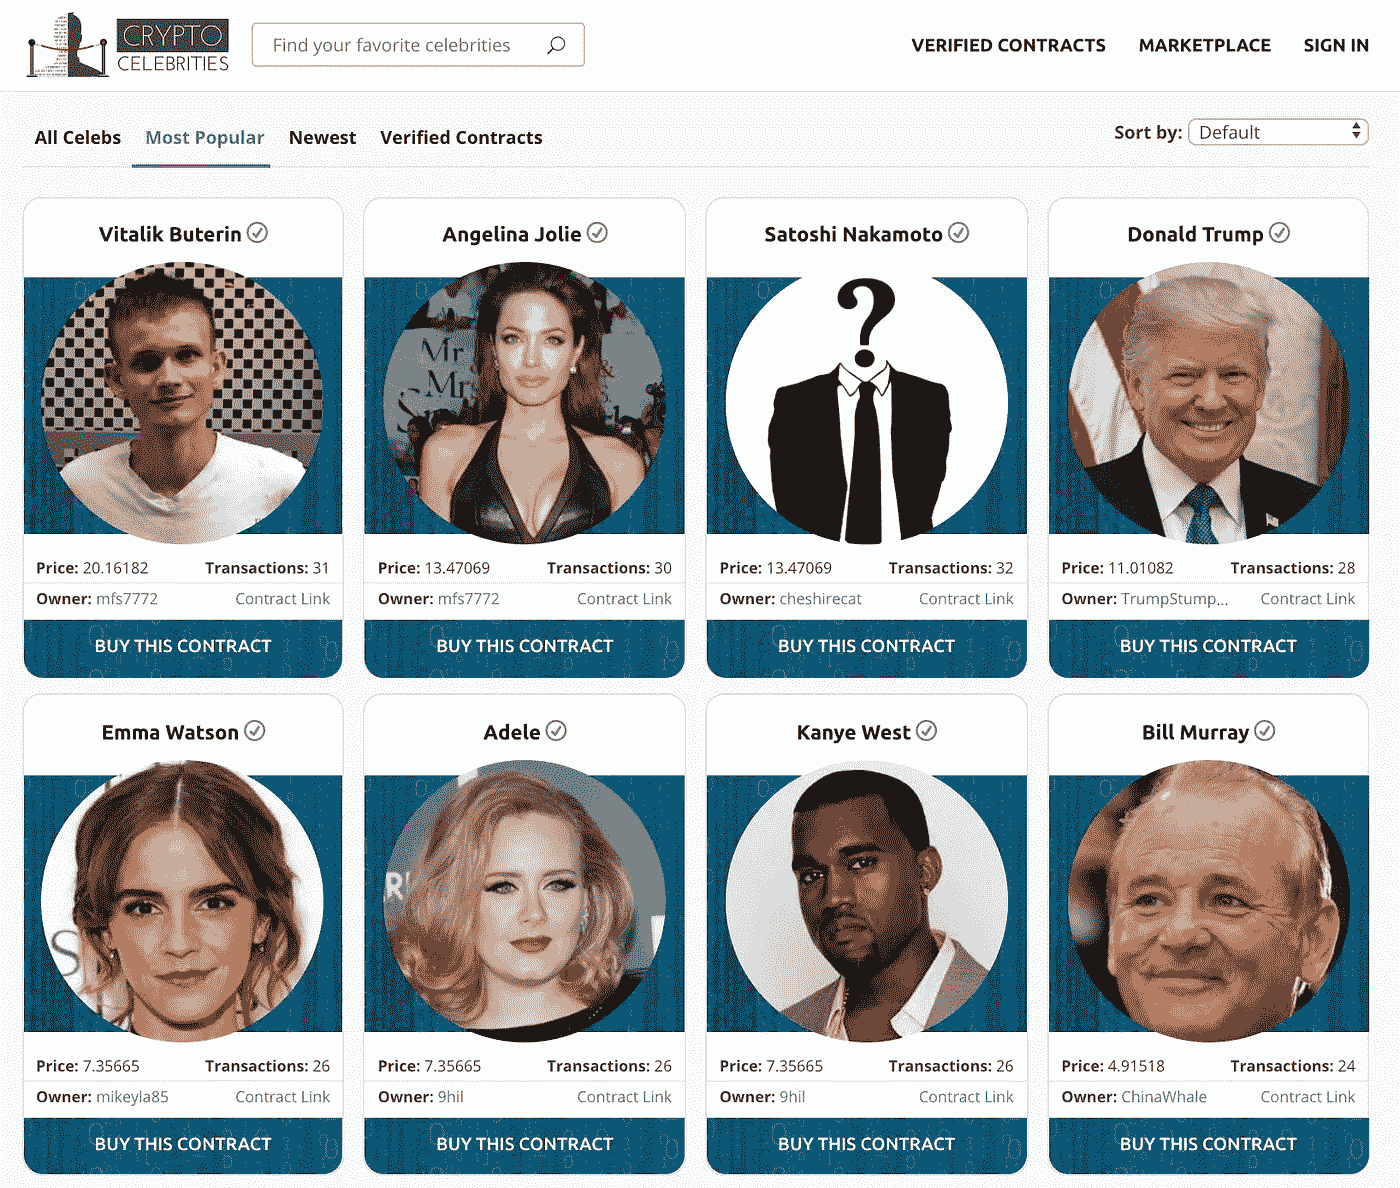 CRYPTO
CELEBRITIES
Find your favorite celebrities
VERIFIED CONTRACTS MARKETPLACE SIGN IN
All Celebs Most Popular Newest Verified Contracts
Sort by: Default
Vitalik Buterin
Angelina Jolie
Satoshi Nakamoto
Donald Trump
Mr
&
Mr
?
Price: 20.16182 Transactions: 31
Owner: mfs7772 Contract Link
BUY THIS CONTRACT
Price: 13.47069 Transactions: 30
Owner: mfs7772 Contract Link
BUY THIS CONTRACT
Price: 13.47069 Transactions: 32
Owner: cheshirecat Contract Link
BUY THIS CONTRACT
Price: 11.01082 Transactions: 28
Owner: TrumpStump... Contract Link
BUY THIS CONTRACT
Emma Watson
Adele
Kanye West
Bill Murray
Price: 7.35665 Transactions: 26
Owner: mikeyla85 Contract Link
BUY THIS CONTRACT
Price: 7.35665 Transactions: 26
Owner: 9hil Contract Link
BUY THIS CONTRACT
Price: 7.35665 Transactions: 26
Owner: 9hil Contract Link
BUY THIS CONTRACT
Price: 4.91518 Transactions: 24
Owner: ChinaWhale Contract Link
BUY THIS CONTRACT